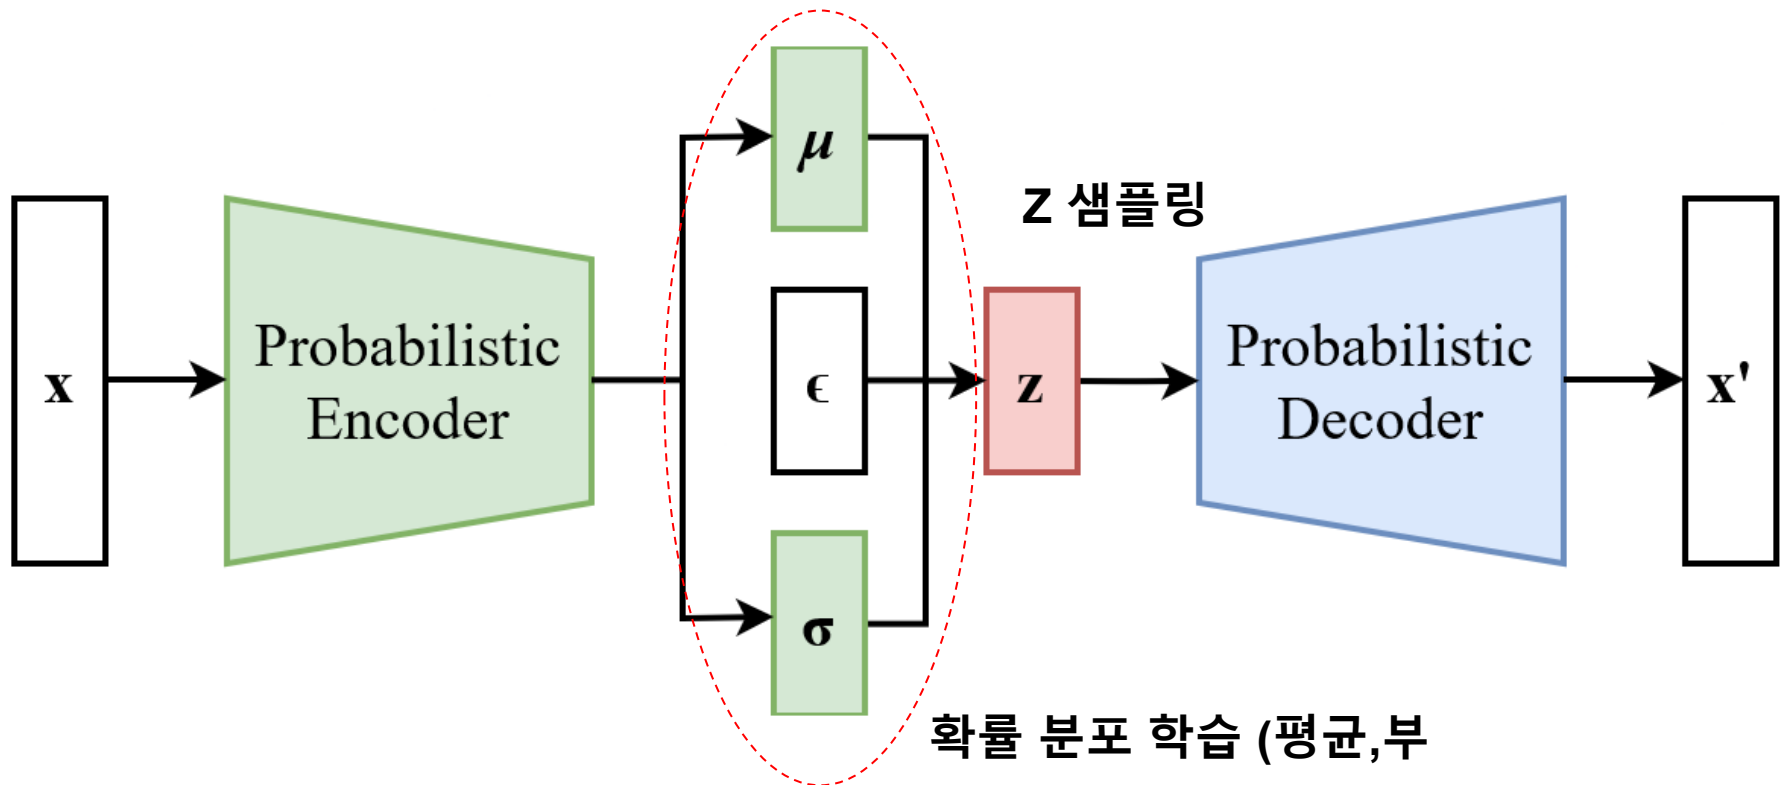 x
Probabilistic
Encoder
μ
ϵ
σ
Z 샘플링
z
Probabilistic
Decoder
x'
확률 분포 학습 (평균,부